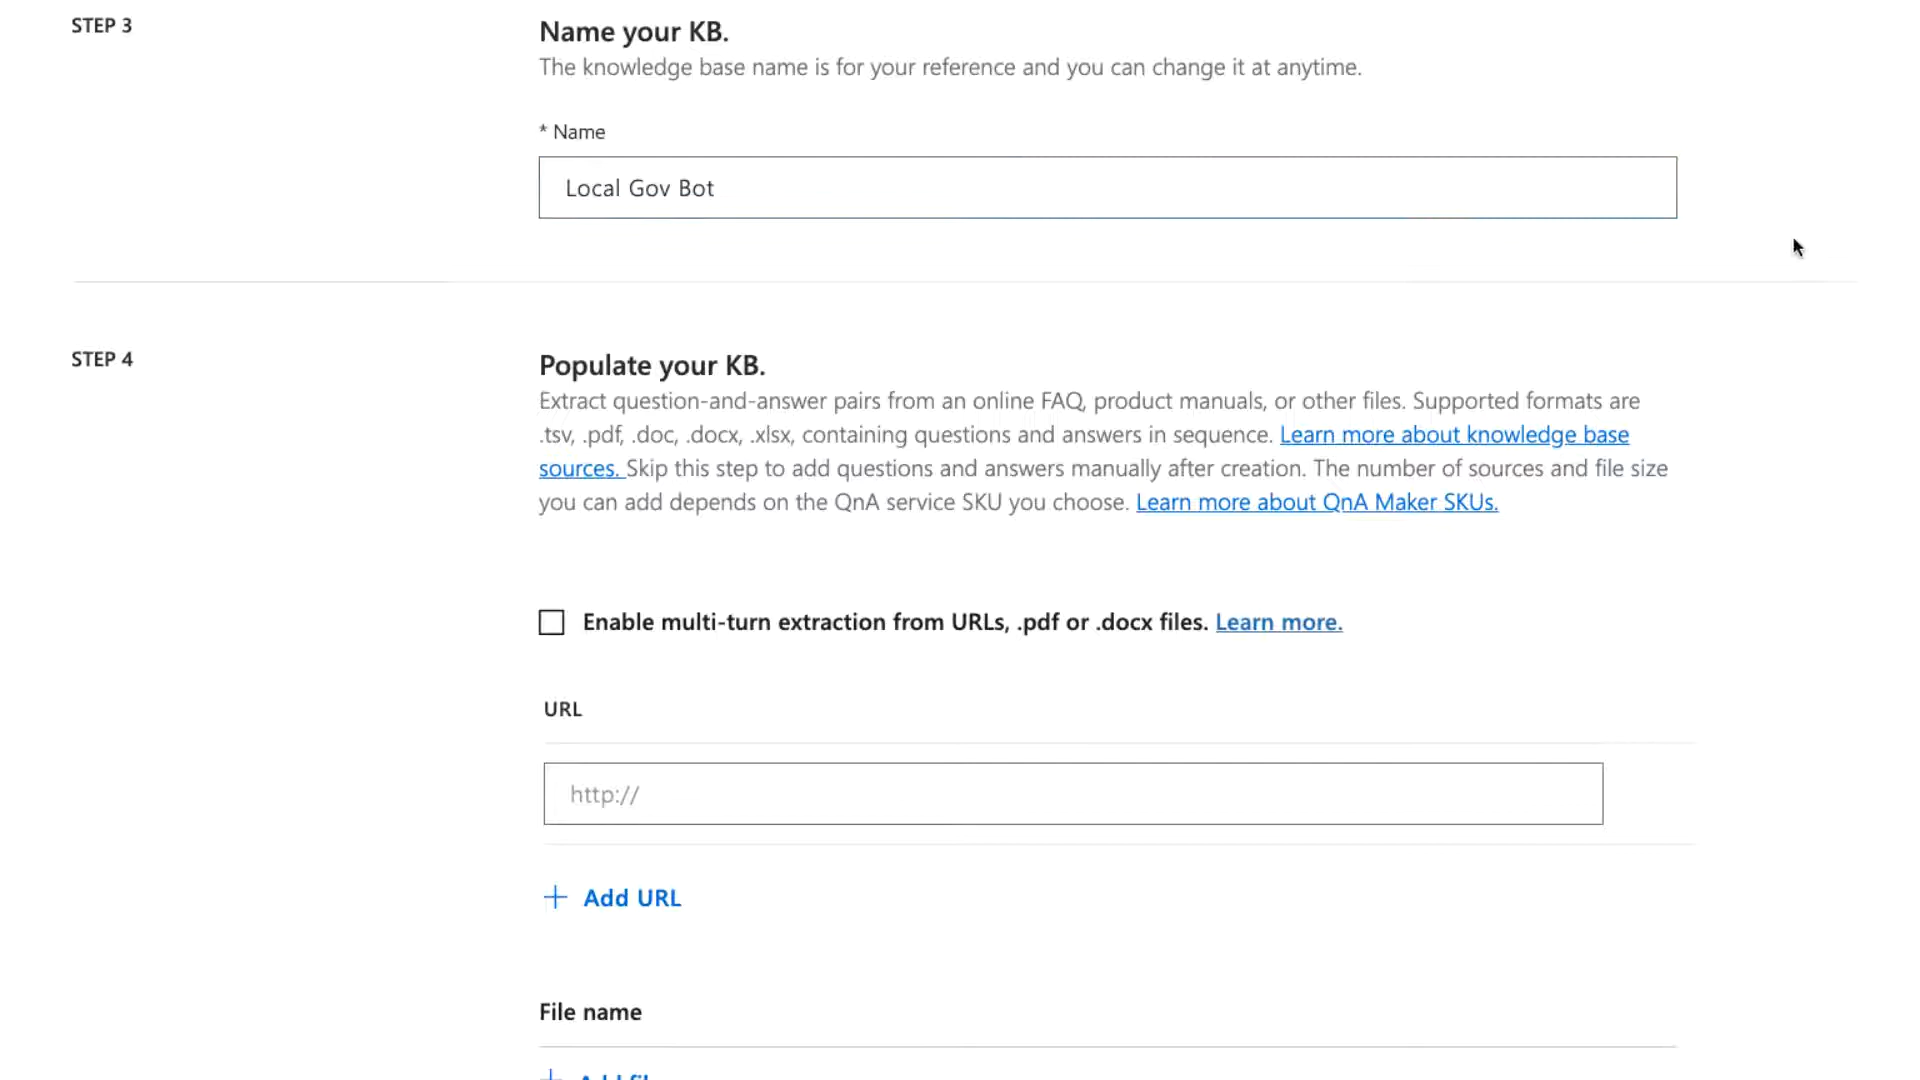 STEP 3
Name your KB.
The knowledge base name is for your reference and you can change it at anytime.
* Name
Local Gov Bot
STEP 4
Populate your KB.
Extract question-and-answer pairs from an online FAQ, product manuals, or other files. Supported formats are
.tsv, .pdf, .doc, .docx, .xlsx, containing questions and answers in sequence. Learn more about knowledge base
sources. Skip this step to add questions and answers manually after creation. The number of sources and file size
you can add depends on the QnA service SKU you choose. Learn more about QnA Maker SKUs.
Enable multi-turn extraction from URLs, .pdf or .docx files. Learn more.
URL
http://
+ Add URL
File name
+ Add